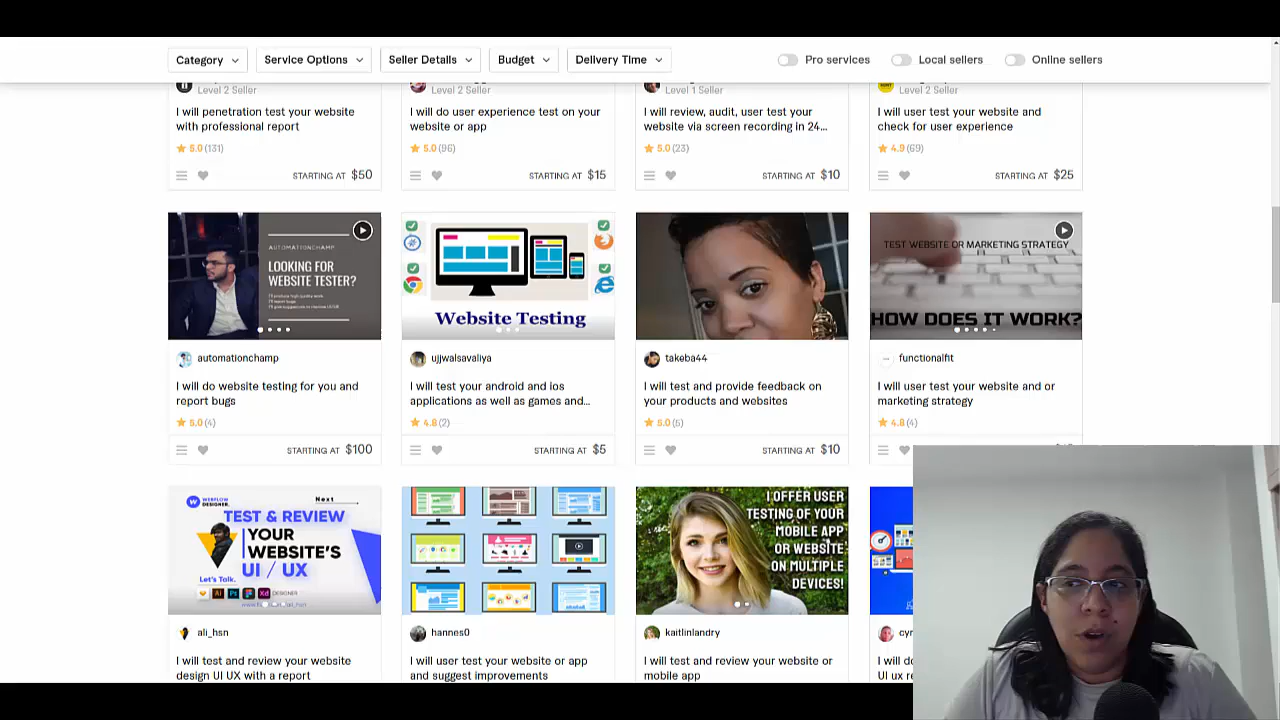 Category
Service Options
Seller Details
Budget
Delivery Time
Pro services
Local sellers
Online sellers
Level 2 Seller
Level 2 Seller
Level 1 Seller
Level 2 Seller
I will penetration test your website
with professional report
I will do user experience test on your
website or app
I will review, audit, user test your
website via screen recording in 24...
I will user test your website and
check for user experience
5.0 (131)
5.0 (96)
5.0 (23)
4.9 (69)
STARTING AT $50
STARTING AT $15
STARTING AT $10
STARTING AT $25
AUTOMATIONCHAMP
LOOKING FOR
WEBSITE TESTER?
Website Testing
TEST WEBSITE OR MARKETING STRATEGY
HOW DOES IT WORK?
automationchamp
ujjwalsavaliya
takeba44
functionalfit
I will do website testing for you and
report bugs
I will test your android and ios
applications as well as games and...
I will test and provide feedback on
your products and websites
I will user test your website and or
marketing strategy
5.0 (4)
4.8 (2)
5.0 (5)
4.8 (4)
STARTING AT $100
STARTING AT $5
STARTING AT $10
WEBFLOW
DESIGNER.
Next
TEST & REVIEW
YOUR
WEBSITE'S
UI / UX
Let's Talk.
Ai
Ps
Xd
DESIGNER
I OFFER USER
TESTING OF YOUR
MOBILE APP
OR WEBSITE
ON MULTIPLE
DEVICES!
ali_hsn
hannes0
kaitlinlandry
cyr
I will test and review your website
design UI UX with a report
I will user test your website or app
and suggest improvements
I will test and review your website or
mobile app
I will do
UI ux re